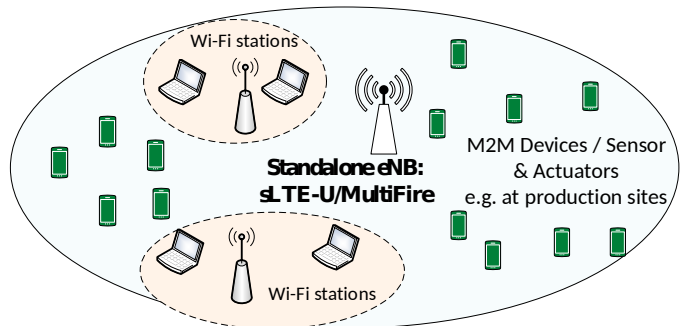 Wi-Fi stations
Standalone eNB:
sLTE-U/MultiFire
M2M Devices / Sensor
& Actuators
e.g. at production sites
Wi-Fi stations